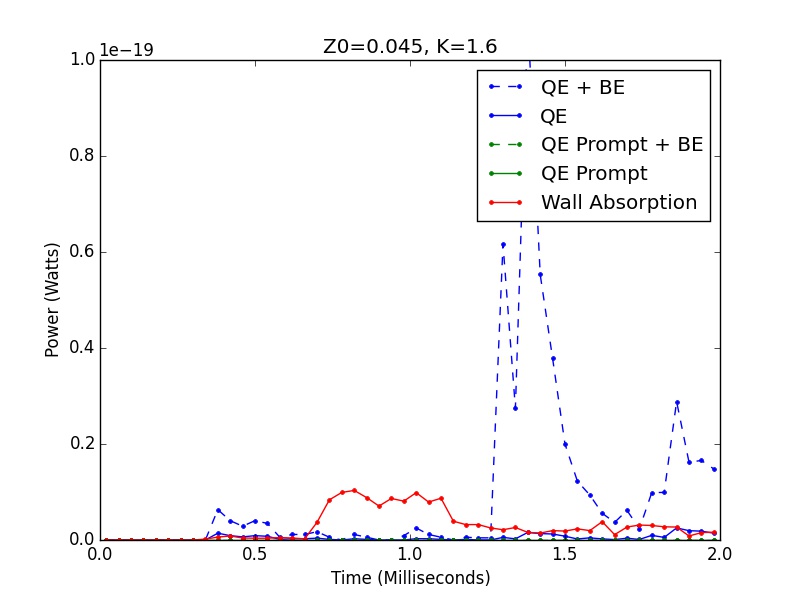 Z0=0.045, K=1.6
1e−19
1.0
0.8
0.6
0.4
0.2
0.0
Power (Watts)
QE + BE
QE
QE Prompt + BE
QE Prompt
Wall Absorption
0.0 0.5 1.0 1.5 2.0
Time (Milliseconds)